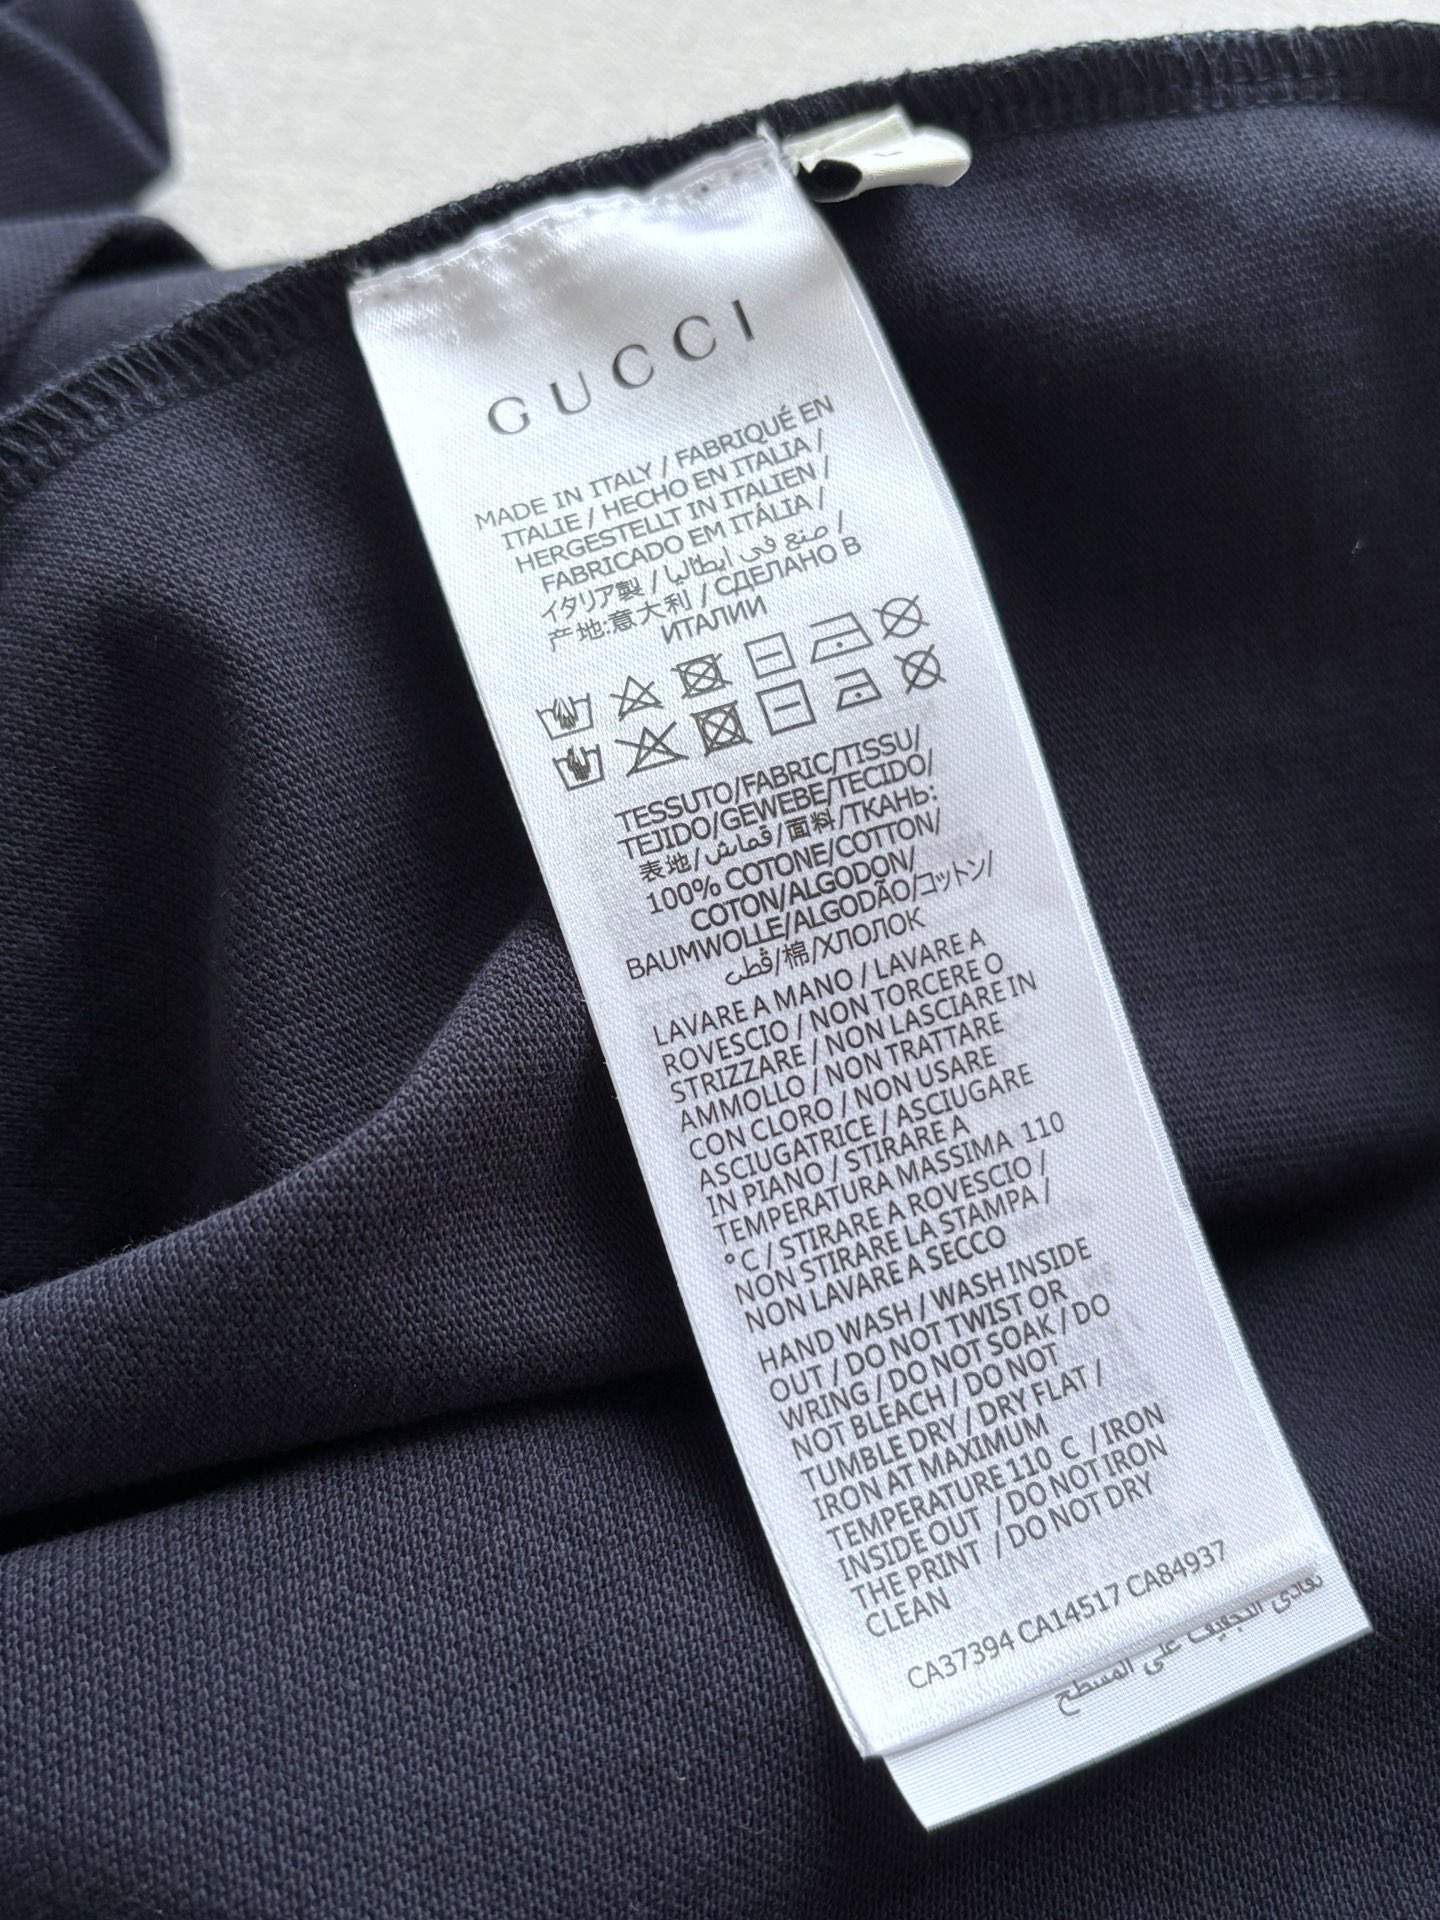 GUCCI
MADE IN ITALY / FABRIQUÉ EN
ITALIE / HECHO EN ITALIA /
HERGESTELLT IN ITALIEN /
FABRICADO EM ITÁLIA /
イタリア製 / صنع في إيطاليا /
产地:意大利 / СДЕЛАНО В
ИТАЛИИ
TESSUTO/FABRIC/TISSU/
TEJIDO/GEWEBE/TECIDO/
表地/قماش/面料/ТКАНЬ:
100% COTONE/COTTON/
COTON/ALGODÓN/
BAUMWOLLE/ALGODÃO/コットン/
قطن/棉/ХЛОПОК
LAVARE A MANO / LAVARE A
ROVESCIO / NON TORCERE O
STRIZZARE / NON LASCIARE IN
AMMOLLO / NON TRATTARE
CON CLORO / NON USARE
ASCIUGATRICE / ASCIUGARE
IN PIANO / STIRARE A
TEMPERATURA MASSIMA 110
°C / STIRARE A ROVESCIO /
NON STIRARE LA STAMPA /
NON LAVARE A SECCO
HAND WASH / WASH INSIDE
OUT / DO NOT TWIST OR
WRING / DO NOT SOAK / DO
NOT BLEACH / DO NOT
TUMBLE DRY / DRY FLAT /
IRON AT MAXIMUM
TEMPERATURE 110 C / IRON
INSIDE OUT / DO NOT IRON
THE PRINT / DO NOT DRY
CLEAN
CA37394 CA14517 CA84937
التجفيف على المسطح